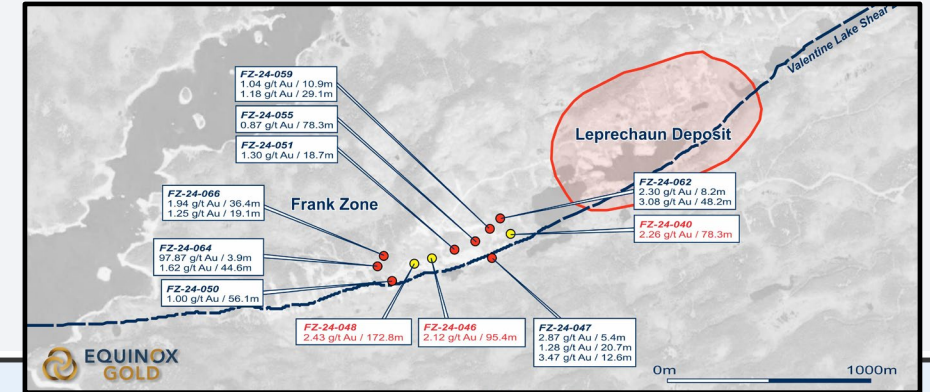 Valentine Lake Shear
FZ-24-059
1.04 g/t Au / 10.9m
1.18 g/t Au / 29.1m
FZ-24-055
0.87 g/t Au / 78.3m
FZ-24-051
1.30 g/t Au / 18.7m
Leprechaun Deposit
FZ-24-062
2.30 g/t Au / 8.2m
3.08 g/t Au / 48.2m
FZ-24-066
1.94 g/t Au / 36.4m
1.25 g/t Au / 19.1m
Frank Zone
FZ-24-040
2.26 g/t Au / 78.3m
FZ-24-064
97.87 g/t Au / 3.9m
1.62 g/t Au / 44.6m
FZ-24-050
1.00 g/t Au / 56.1m
FZ-24-048
2.43 g/t Au / 172.8m
FZ-24-046
2.12 g/t Au / 95.4m
FZ-24-047
2.87 g/t Au / 5.4m
1.28 g/t Au / 20.7m
3.47 g/t Au / 12.6m
EQUINOX
GOLD
0m 1000m